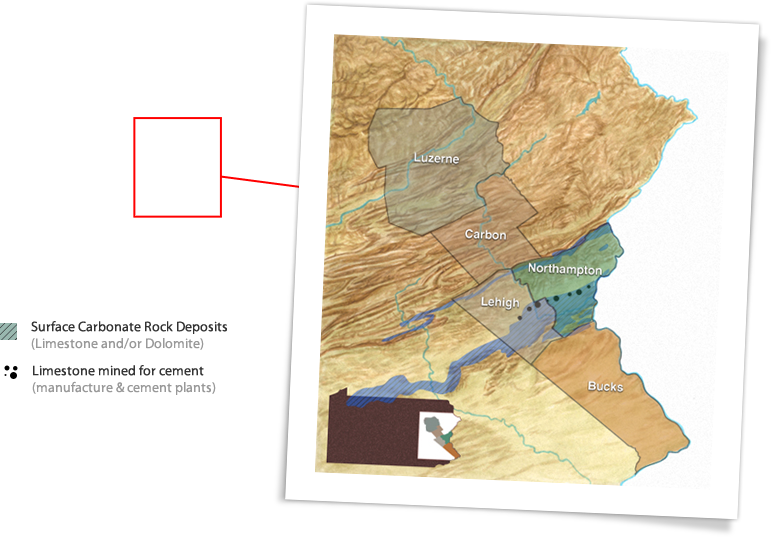 Luzerne
Carbon
Northampton
Lehigh
Surface Carbonate Rock Deposits
(Limestone and/or Dolomite)
Limestone mined for cement
(manufacture & cement plants)
Bucks